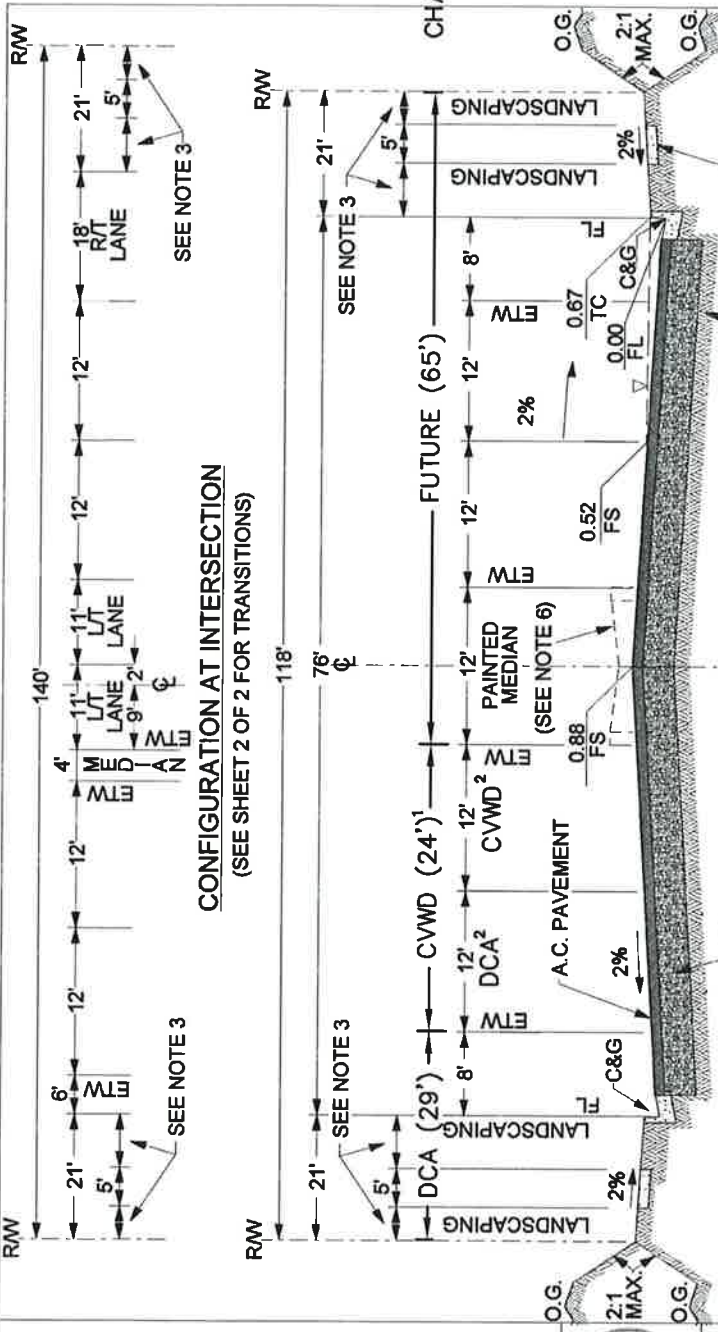 R/W
R/W
140'
21'
5'
6'
ETW
12'
12'
ETW
4'
MEDIAN
ETW
11'
L/T
LANE
9'
2'
℄
11'
L/T
LANE
12'
12'
18'
R/T
LANE
21'
5'
SEE NOTE 3
SEE NOTE 3
CONFIGURATION AT INTERSECTION
(SEE SHEET 2 OF 2 FOR TRANSITIONS)
R/W
R/W
118'
76'
℄
21'
21'
SEE NOTE 3
SEE NOTE 3
DCA (29')
CVWD (24')¹
FUTURE (65')
CHA
5'
8'
12'
12'
12'
12'
12'
8'
5'
DCA²
CVWD²
LANDSCAPING
LANDSCAPING
FL
ETW
ETW
PAINTED
MEDIAN
(SEE NOTE 6)
ETW
ETW
FL
LANDSCAPING
LANDSCAPING
O.G.
2:1
MAX.
2%
C&G
2%
A.C. PAVEMENT
0.88
FS
0.52
FS
2%
0.00
FL
0.67
TC
C&G
2%
O.G.
2:1
MAX.
O.G.